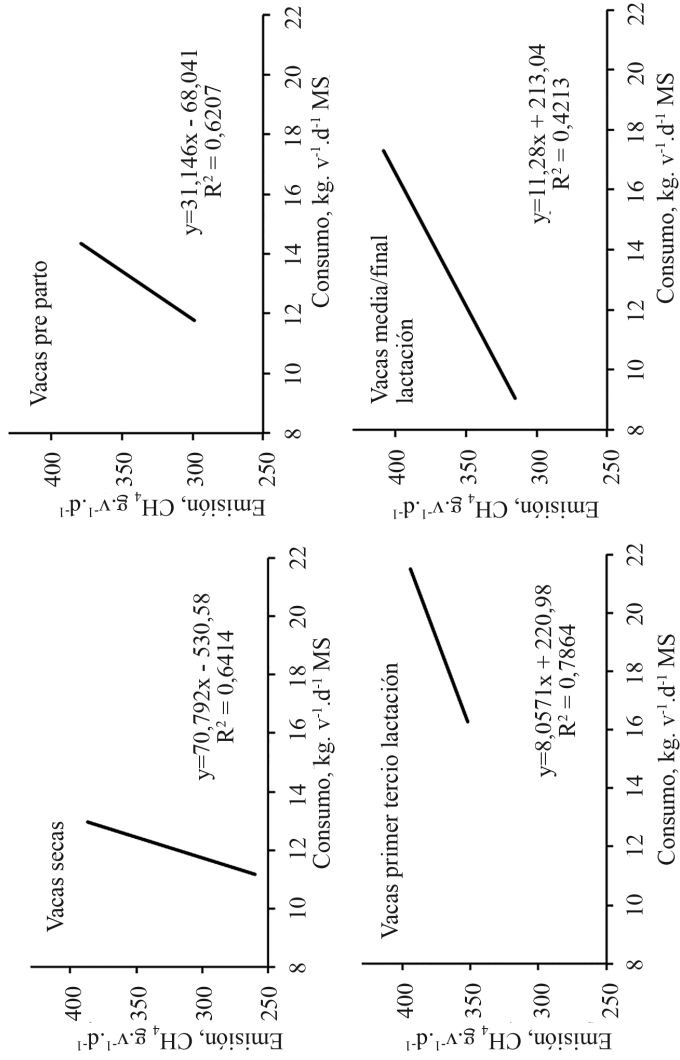 Vacas secas
400
350
300
250
Emisión, CH4 g.v-1.d-1
y=70,792x - 530,58
R2 = 0,6414
8 10 12 14 16 18 20 22
Consumo, kg. v-1.d-1 MS
Vacas pre parto
400
350
300
250
Emisión, CH4 g.v-1.d-1
y=31,146x - 68,041
R2 = 0,6207
8 10 12 14 16 18 20 22
Consumo, kg. v-1.d-1 MS
Vacas primer tercio lactación
400
350
300
250
Emisión, CH4 g.v-1.d-1
y=8,0571x + 220,98
R2 = 0,7864
8 10 12 14 16 18 20 22
Consumo, kg. v-1.d-1 MS
Vacas media/final
lactación
400
350
300
250
Emisión, CH4 g.v-1.d-1
y=11,28x + 213,04
R2 = 0,4213
8 10 12 14 16 18 20 22
Consumo, kg. v-1.d-1 MS